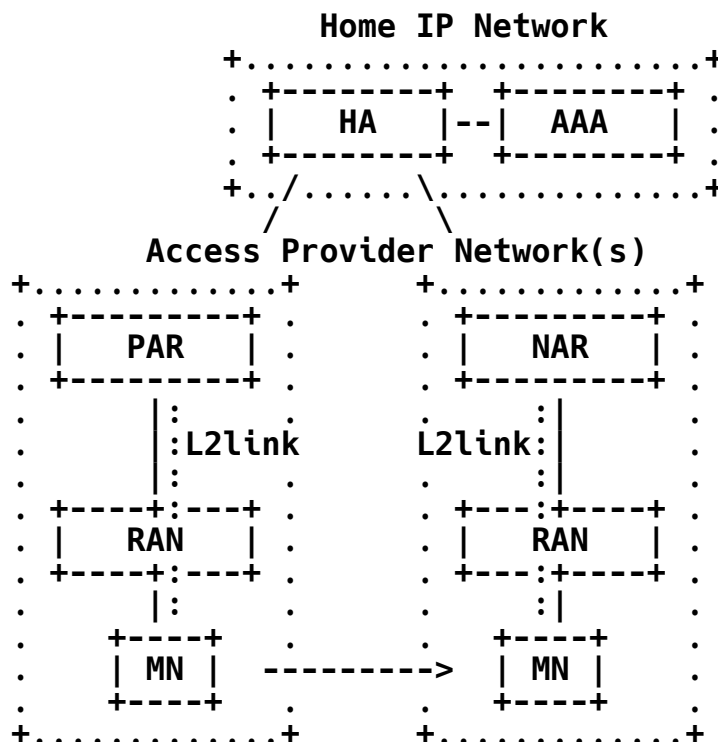 Home IP Network
HA -- AAA
Access Provider Network(s)
PAR NAR
L2link L2link
RAN RAN
MN ---------> MN